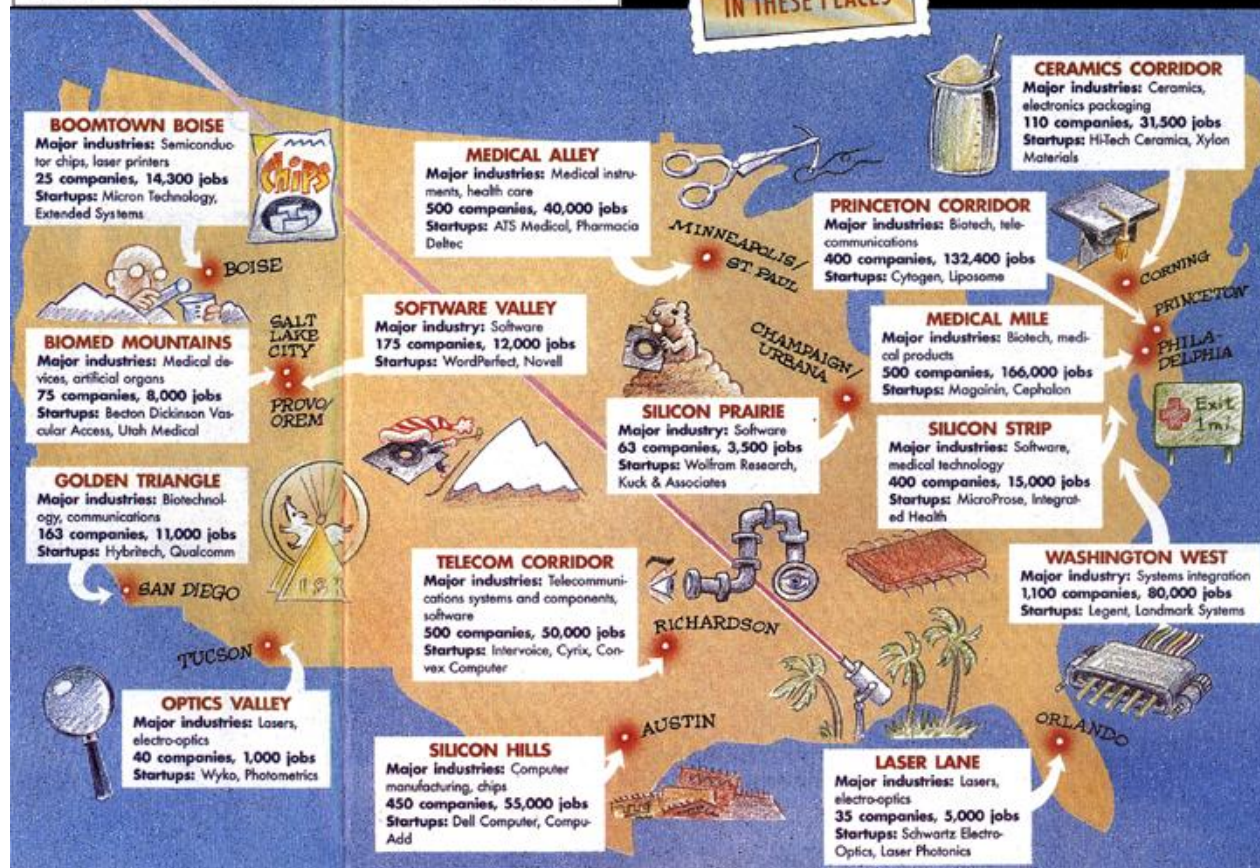 IN THESE PLACES
BOOMTOWN BOISE
Major industries: Semiconduc-
tor chips, laser printers
25 companies, 14,300 jobs
Startups: Micron Technology,
Extended Systems
CHIPS
BOISE
MEDICAL ALLEY
Major industries: Medical instru-
ments, health care
500 companies, 40,000 jobs
Startups: ATS Medical, Pharmacia
Deltec
MINNEAPOLIS/
ST. PAUL
CERAMICS CORRIDOR
Major industries: Ceramics,
electronics packaging
110 companies, 31,500 jobs
Startups: Hi-Tech Ceramics, Xylon
Materials
CORNING
PRINCETON CORRIDOR
Major industries: Biotech, tele-
communications
400 companies, 132,400 jobs
Startups: Cytogen, Liposome
PRINCETON
BIOMED MOUNTAINS
Major industries: Medical de-
vices, artificial organs
75 companies, 8,000 jobs
Startups: Becton Dickinson Vas-
cular Access, Utah Medical
SALT
LAKE
CITY
SOFTWARE VALLEY
Major industry: Software
175 companies, 12,000 jobs
Startups: WordPerfect, Novell
PROVO/
OREM
CHAMPAIGN/
URBANA
SILICON PRAIRIE
Major industry: Software
63 companies, 3,500 jobs
Startups: Wolfram Research,
Kuck & Associates
MEDICAL MILE
Major industries: Biotech, medi-
cal products
500 companies, 166,000 jobs
Startups: Magainin, Cephalon
PHILA-
DELPHIA
Exit
1 mi.
SILICON STRIP
Major industries: Software,
medical technology
400 companies, 15,000 jobs
Startups: MicroProse, Integrat-
ed Health
GOLDEN TRIANGLE
Major industries: Biotechnol-
ogy, communications
163 companies, 11,000 jobs
Startups: Hybritech, Qualcomm
SAN DIEGO
TELECOM CORRIDOR
Major industries: Telecommuni-
cations systems and components,
software
500 companies, 50,000 jobs
Startups: Intervoice, Cyrix, Con-
vex Computer
RICHARDSON
WASHINGTON WEST
Major industry: Systems integration
1,100 companies, 80,000 jobs
Startups: Legent, Landmark Systems
TUCSON
OPTICS VALLEY
Major industries: Lasers,
electro-optics
40 companies, 1,000 jobs
Startups: Wyko, Photometrics
SILICON HILLS
Major industries: Computer
manufacturing, chips
450 companies, 55,000 jobs
Startups: Dell Computer, Compu-
Add
AUSTIN
LASER LANE
Major industries: Lasers,
electro-optics
35 companies, 5,000 jobs
Startups: Schwartz Electro-
Optics, Laser Photonics
ORLANDO